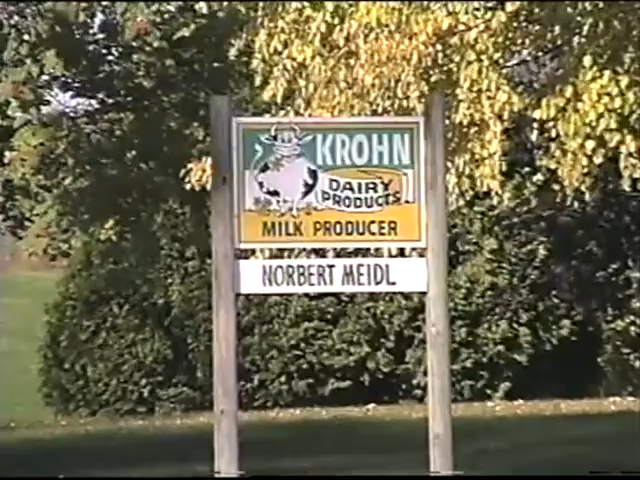 KROHN
DAIRY
PRODUCTS
MILK PRODUCER
NORBERT MEIDL